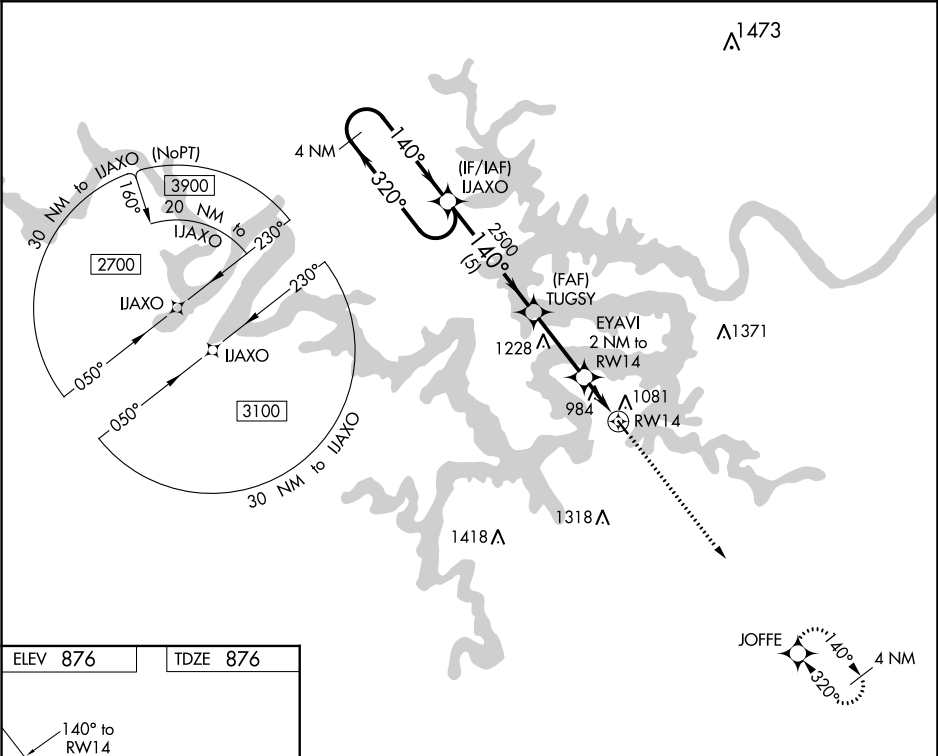 1473
30 NM to IJAXO (NoPT)
160°
3900
20 NM to
IJAXO
230°
2700
IJAXO
050°
230°
IJAXO
050°
3100
30 NM to IJAXO
4 NM
140°
320°
(IF/IAF)
IJAXO
2500
140°
(5)
(FAF)
TUGSY
EYAVI
2 NM to
RW14
1228
1371
984
1081
RW14
1318
1418
JOFFE
140°
4 NM
320°
ELEV 876
TDZE 876
140° to
RW14